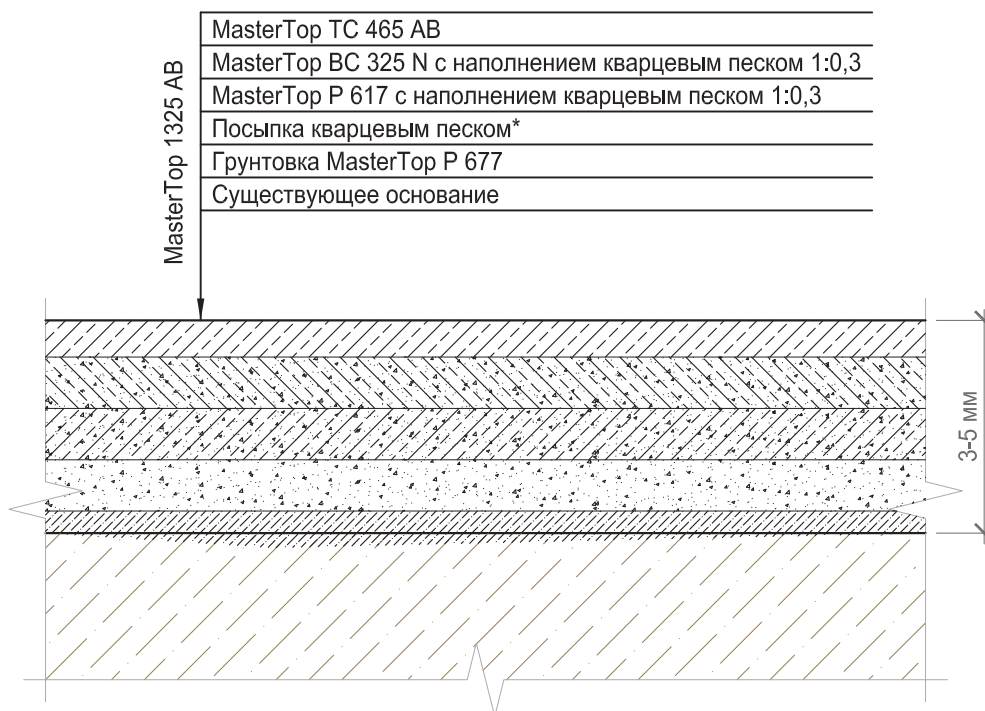 MasterTop 1325 AB
MasterTop TC 465 AB
MasterTop BC 325 N с наполнением кварцевым песком 1:0,3
MasterTop P 617 с наполнением кварцевым песком 1:0,3
Посыпка кварцевым песком*
Грунтовка MasterTop P 677
Существующее основание
3-5 мм